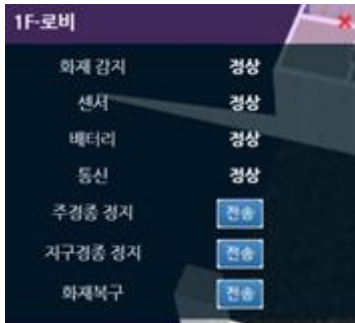 1F-로비
화재 감지 정상
센서 정상
배터리 정상
통신 정상
주경종 정지 전송
지구경종 정지 전송
화재복구 전송